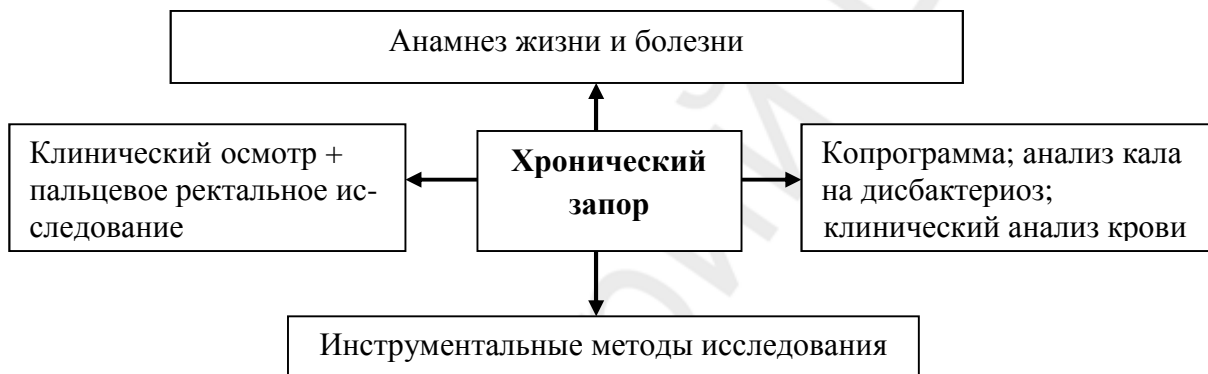 Анамнез жизни и болезни
Клинический осмотр +
пальцевое ректальное ис-
следование
Хронический
запор
Копрограмма; анализ кала
на дисбактериоз;
клинический анализ крови
Инструментальные методы исследования